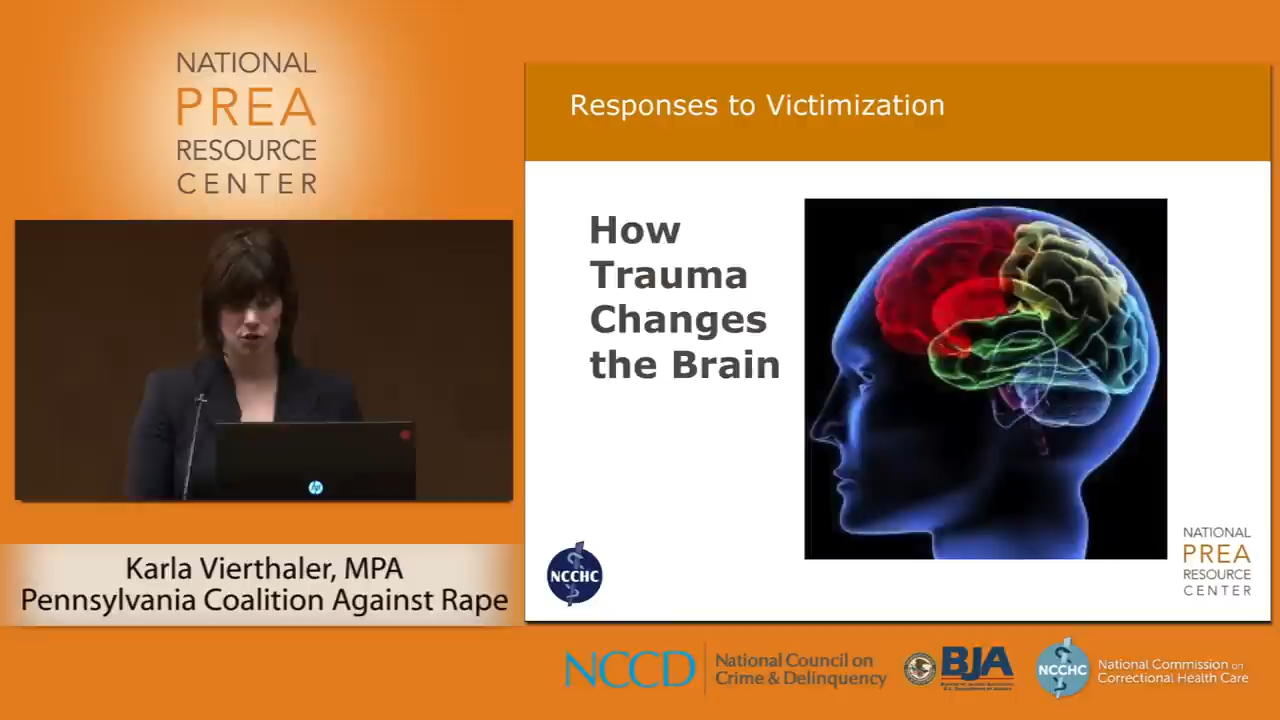 NATIONAL
PREA
RESOURCE
CENTER
Responses to Victimization
How
Trauma
Changes
the Brain
hp
Karla Vierthaler, MPA
Pennsylvania Coalition Against Rape
NCCHC
NATIONAL
PREA
RESOURCE
CENTER
NCCD
National Council on
Crime & Delinquency
BJA
NCCHC
National Commission on
Correctional Health Care